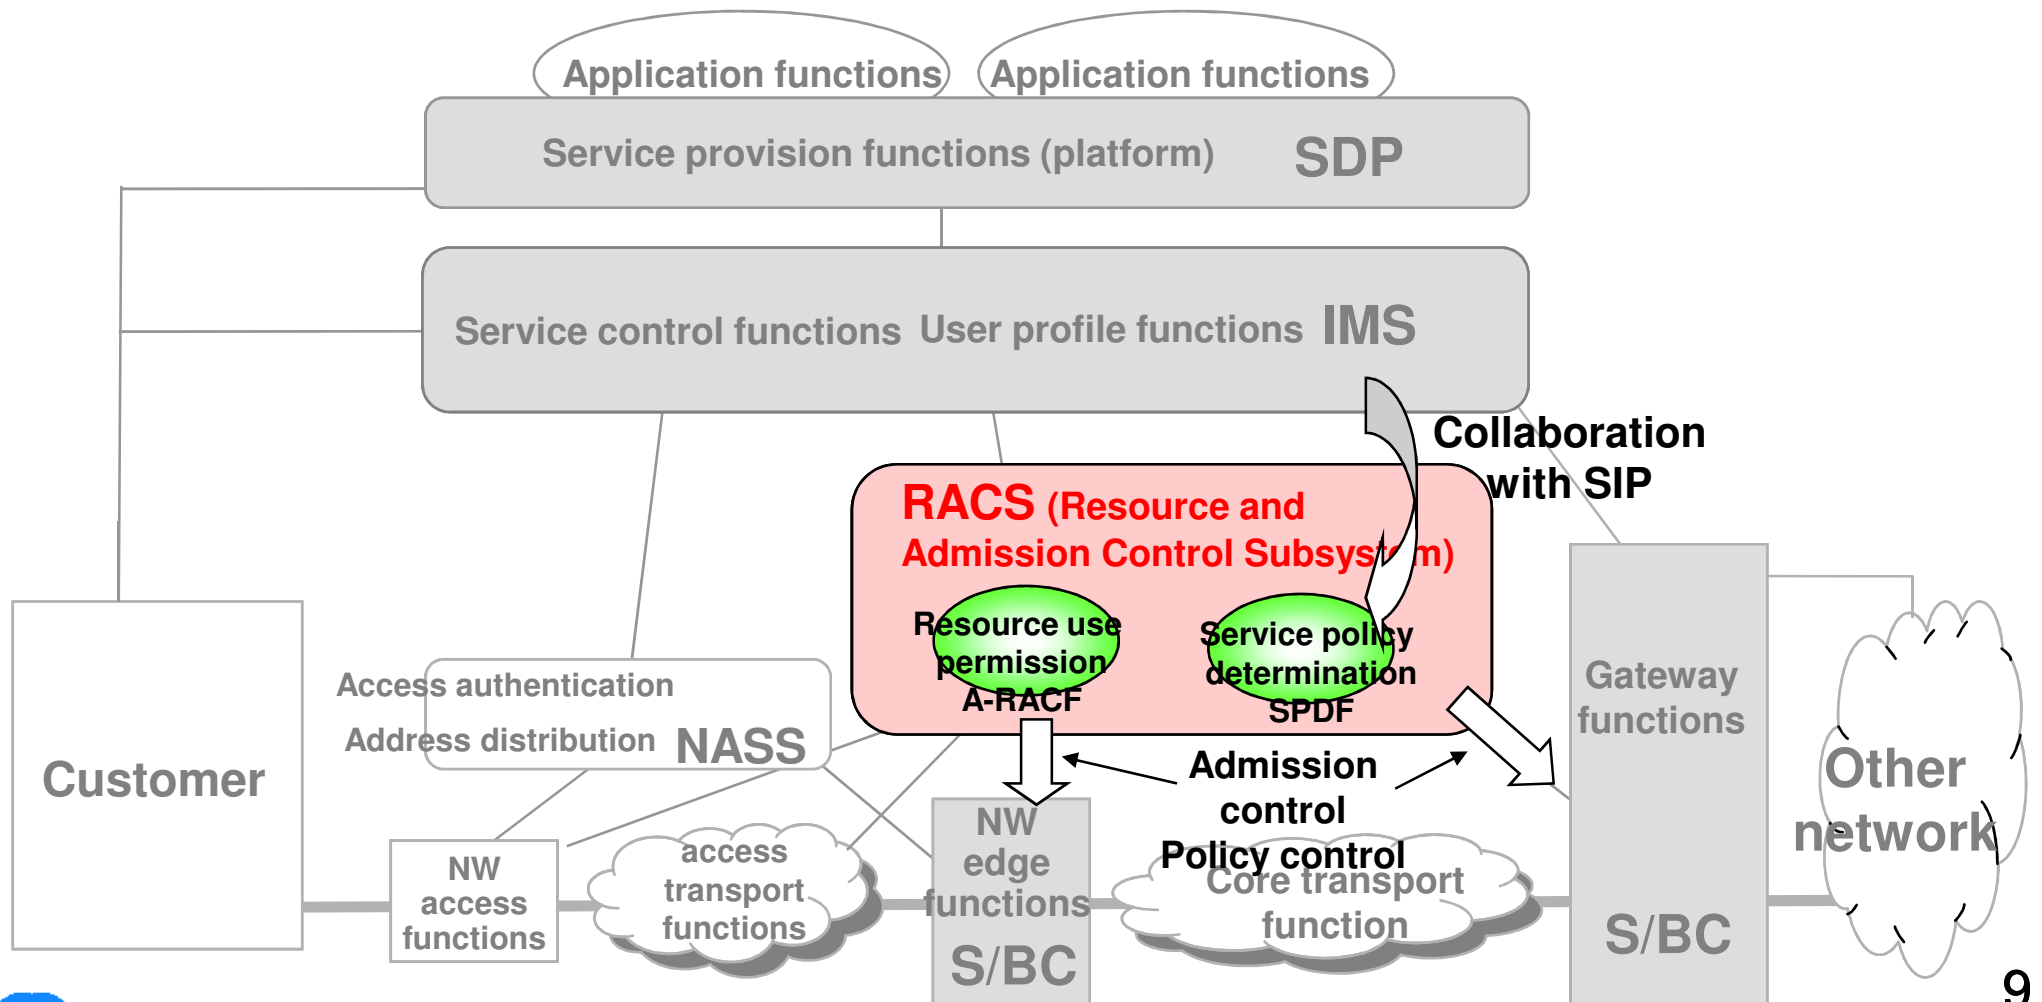 Application functions
Application functions
Service provision functions (platform) SDP
Service control functions User profile functions IMS
Collaboration
with SIP
RACS (Resource and
Admission Control Subsystem)
Resource use
permission
A-RACF
Service policy
determination
SPDF
Access authentication
Address distribution NASS
Customer
Gateway
functions
S/BC
Other
network
Admission
control
Policy control
NW
access
functions
access
transport
functions
NW
edge
functions
S/BC
Core transport
function
9